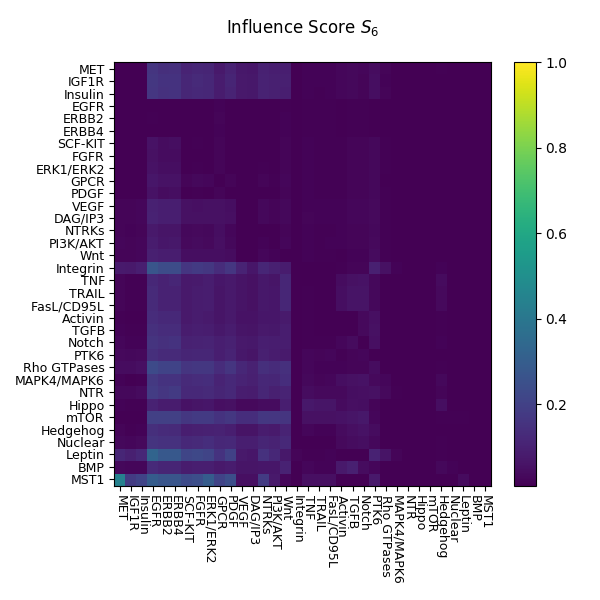 Influence Score S6
MET
IGF1R
Insulin
EGFR
ERBB2
ERBB4
SCF-KIT
FGFR
ERK1/ERK2
GPCR
PDGF
VEGF
DAG/IP3
NTRKs
PI3K/AKT
Wnt
Integrin
TNF
TRAIL
FasL/CD95L
Activin
TGFB
Notch
PTK6
Rho GTPases
MAPK4/MAPK6
NTR
Hippo
mTOR
Hedgehog
Nuclear
Leptin
BMP
MST1
MET
IGF1R
Insulin
EGFR
ERBB2
ERBB4
SCF-KIT
FGFR
ERK1/ERK2
GPCR
PDGF
VEGF
DAG/IP3
NTRKs
PI3K/AKT
Wnt
Integrin
TNF
TRAIL
FasL/CD95L
Activin
TGFB
Notch
PTK6
Rho GTPases
MAPK4/MAPK6
NTR
Hippo
mTOR
Hedgehog
Nuclear
Leptin
BMP
MST1
1.0
0.8
0.6
0.4
0.2